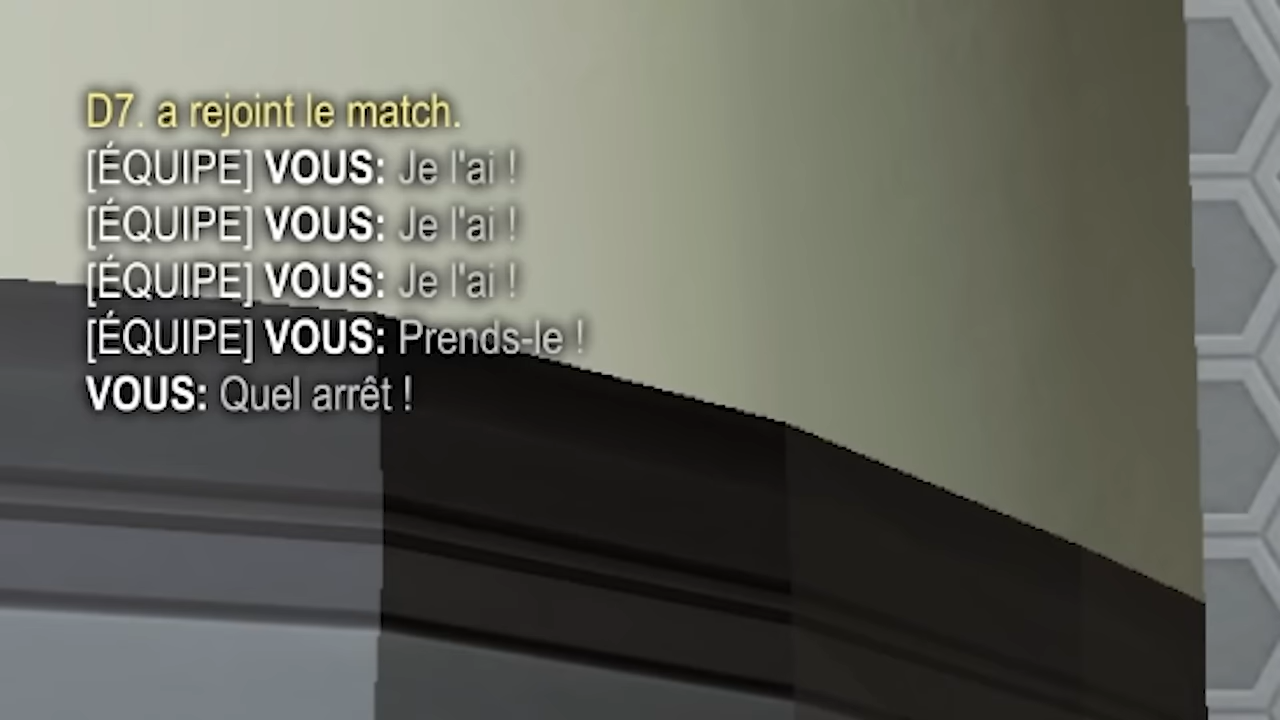 D7. a rejoint le match.
[ÉQUIPE] VOUS: Je l'ai !
[ÉQUIPE] VOUS: Je l'ai !
[ÉQUIPE] VOUS: Je l'ai !
[ÉQUIPE] VOUS: Prends-le !
VOUS: Quel arrêt !